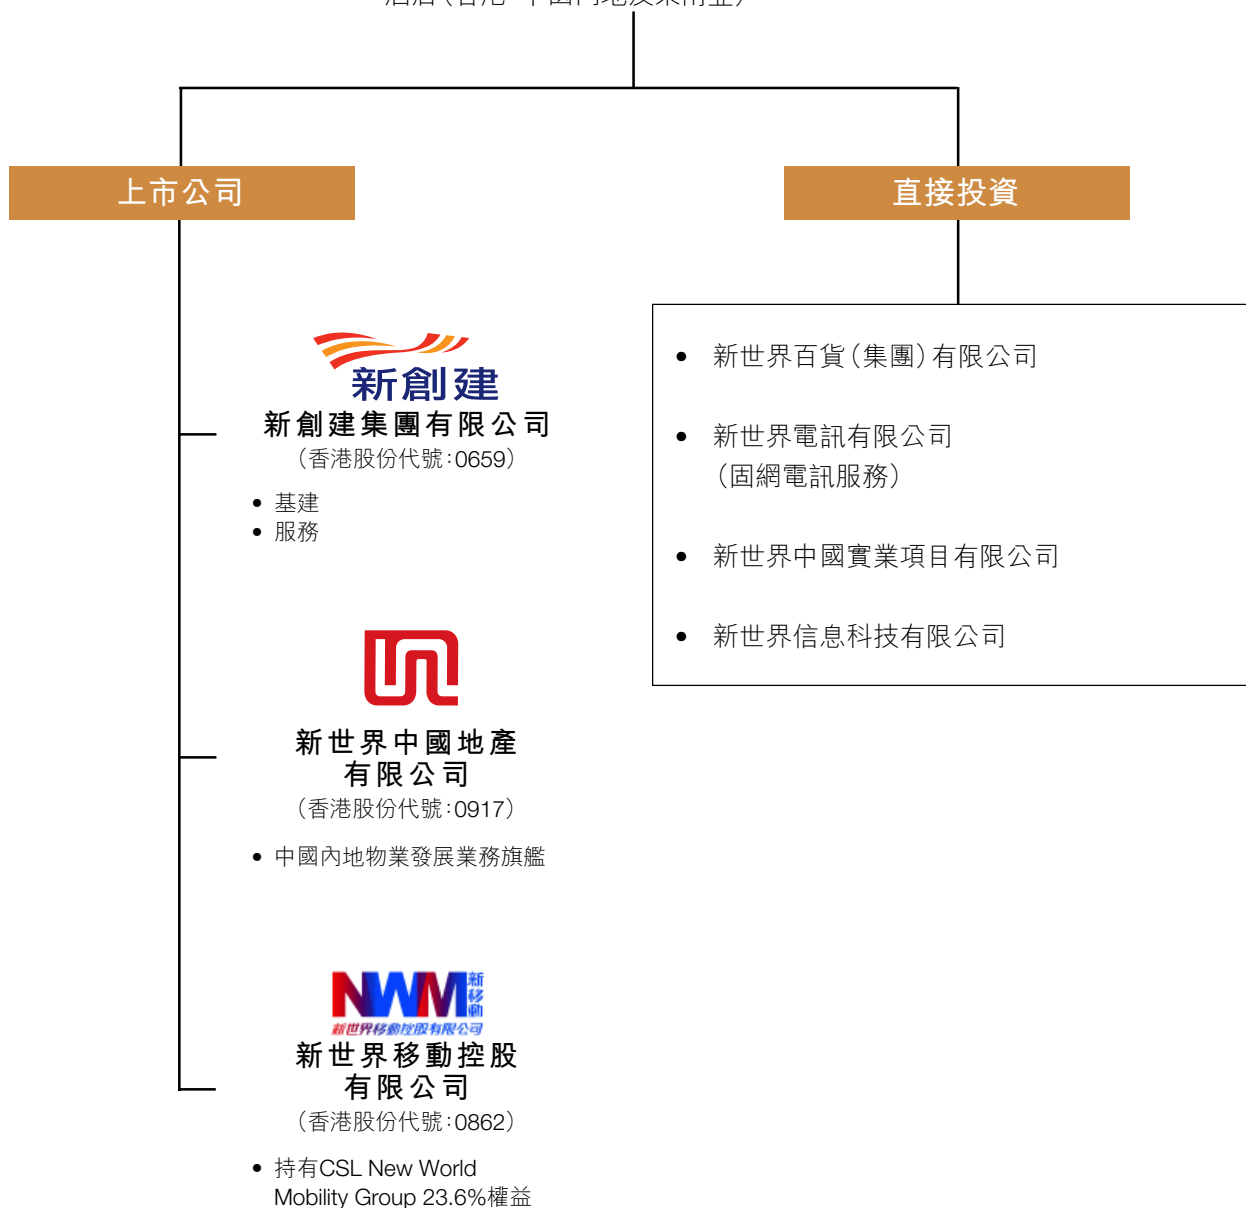 上市公司
直接投資
新創建
新創建集團有限公司
（香港股份代號：0659）
• 基建
• 服務
新世界中國地產
有限公司
（香港股份代號：0917）
• 中國內地物業發展業務旗艦
NWM新移動
新世界移動控股有限公司
新世界移動控股
有限公司
（香港股份代號：0862）
• 持有CSL New World
Mobility Group 23.6%權益
• 新世界百貨（集團）有限公司
• 新世界電訊有限公司
（固網電訊服務）
• 新世界中國實業項目有限公司
• 新世界信息科技有限公司